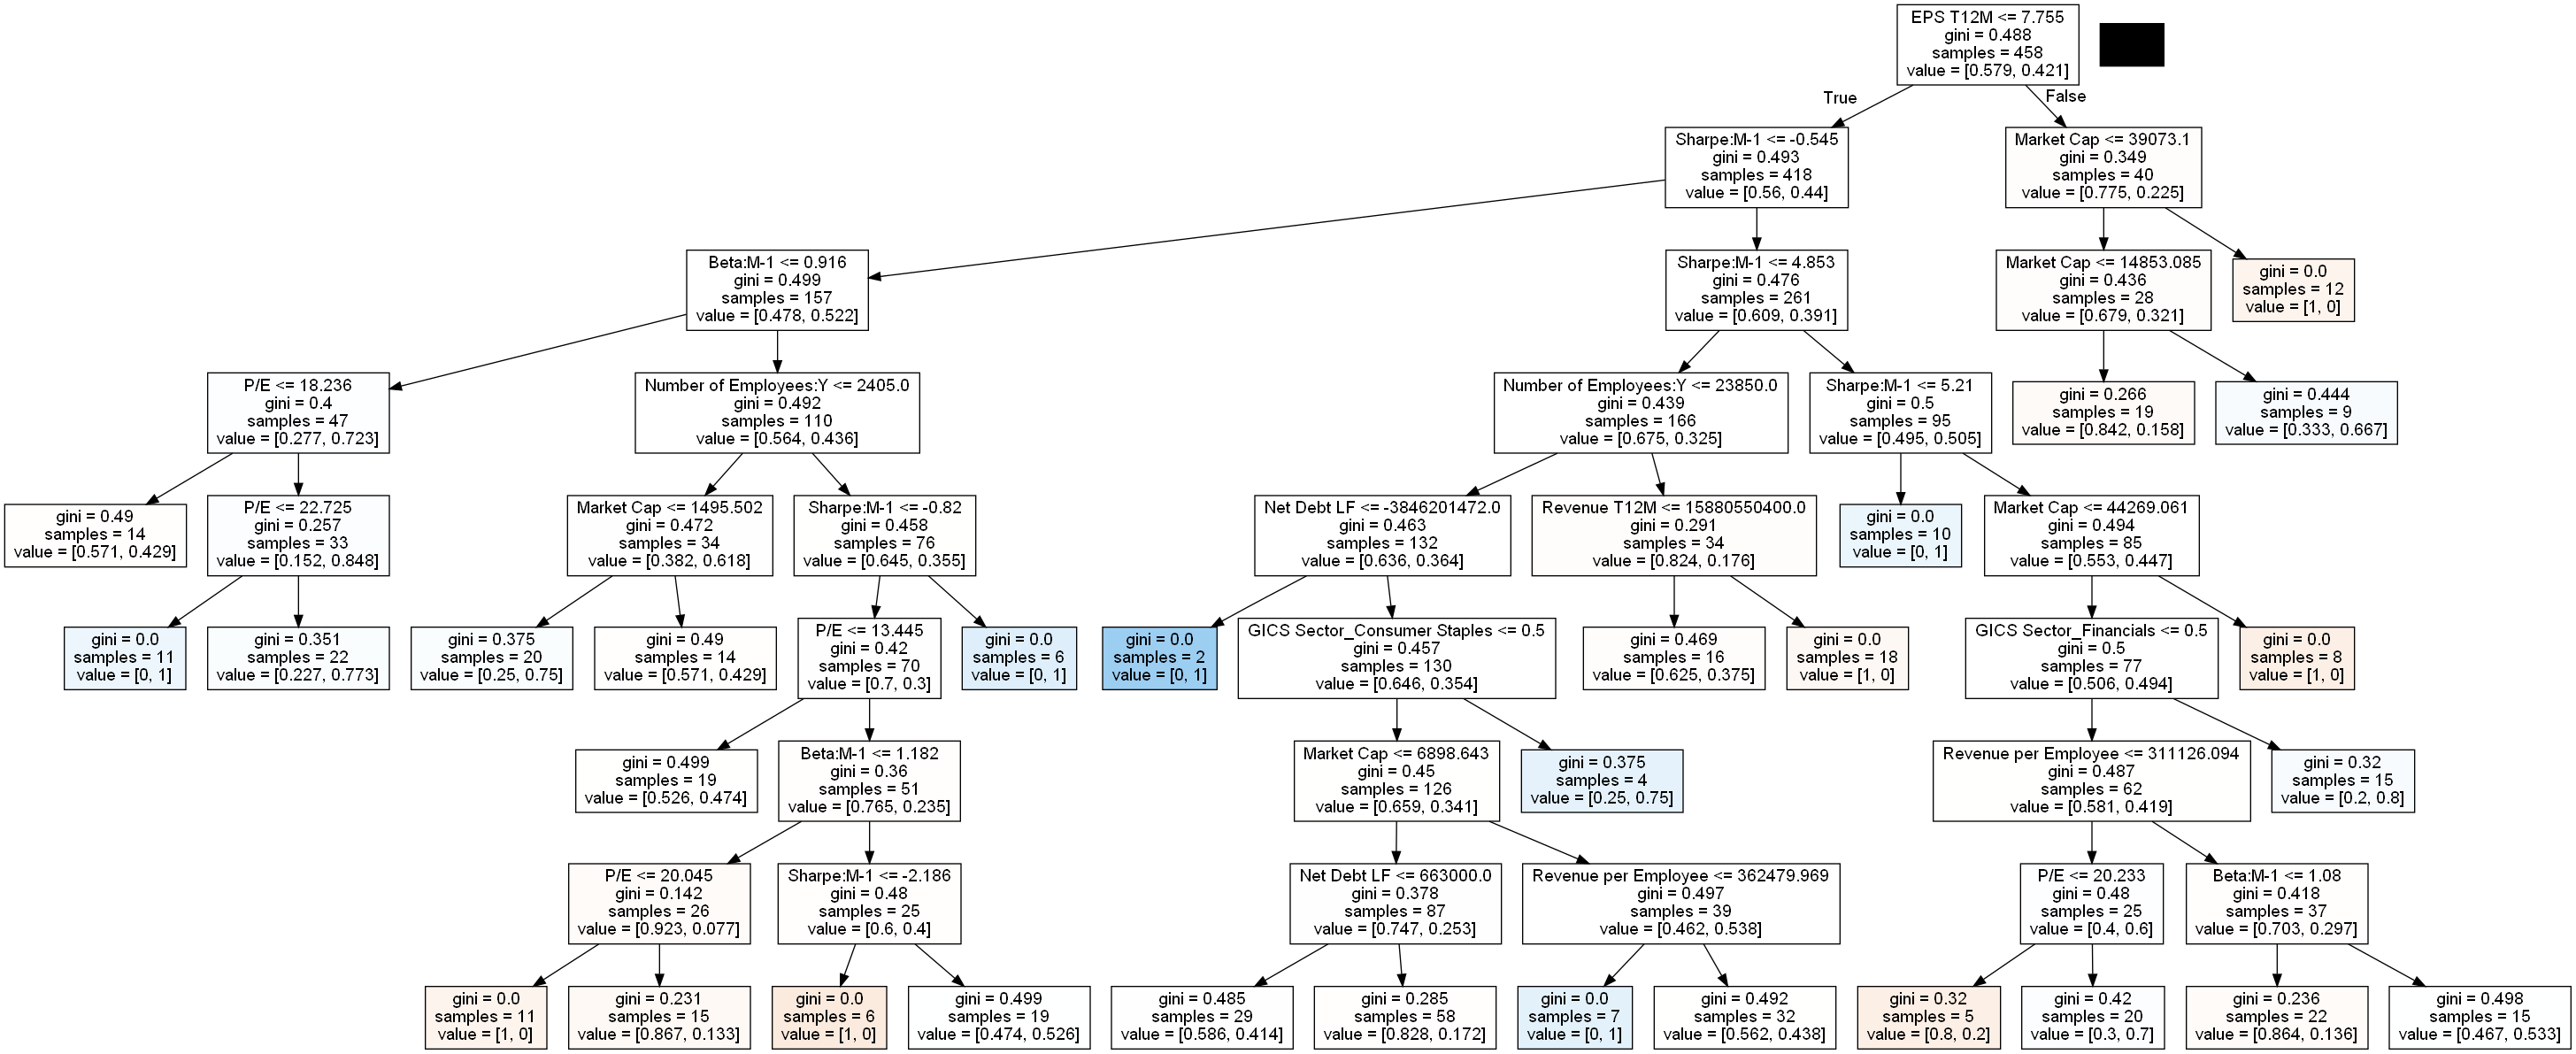 EPS T12M <= 7.755
gini = 0.488
samples = 458
value = [0.579, 0.421]
True
False
Sharpe:M-1 <= -0.545
gini = 0.493
samples = 418
value = [0.56, 0.44]
Market Cap <= 39073.1
gini = 0.349
samples = 40
value = [0.775, 0.225]
Beta:M-1 <= 0.916
gini = 0.499
samples = 157
value = [0.478, 0.522]
Sharpe:M-1 <= 4.853
gini = 0.476
samples = 261
value = [0.609, 0.391]
Market Cap <= 14853.085
gini = 0.436
samples = 28
value = [0.679, 0.321]
gini = 0.0
samples = 12
value = [1, 0]
P/E <= 18.236
gini = 0.4
samples = 47
value = [0.277, 0.723]
Number of Employees:Y <= 2405.0
gini = 0.492
samples = 110
value = [0.564, 0.436]
Number of Employees:Y <= 23850.0
gini = 0.439
samples = 166
value = [0.675, 0.325]
Sharpe:M-1 <= 5.21
gini = 0.5
samples = 95
value = [0.495, 0.505]
gini = 0.266
samples = 19
value = [0.842, 0.158]
gini = 0.444
samples = 9
value = [0.333, 0.667]
gini = 0.49
samples = 14
value = [0.571, 0.429]
P/E <= 22.725
gini = 0.257
samples = 33
value = [0.152, 0.848]
Market Cap <= 1495.502
gini = 0.472
samples = 34
value = [0.382, 0.618]
Sharpe:M-1 <= -0.82
gini = 0.458
samples = 76
value = [0.645, 0.355]
Net Debt LF <= -3846201472.0
gini = 0.463
samples = 132
value = [0.636, 0.364]
Revenue T12M <= 15880550400.0
gini = 0.291
samples = 34
value = [0.824, 0.176]
gini = 0.0
samples = 10
value = [0, 1]
Market Cap <= 44269.061
gini = 0.494
samples = 85
value = [0.553, 0.447]
gini = 0.0
samples = 11
value = [0, 1]
gini = 0.351
samples = 22
value = [0.227, 0.773]
gini = 0.375
samples = 20
value = [0.25, 0.75]
gini = 0.49
samples = 14
value = [0.571, 0.429]
P/E <= 13.445
gini = 0.42
samples = 70
value = [0.7, 0.3]
gini = 0.0
samples = 6
value = [0, 1]
gini = 0.0
samples = 2
value = [0, 1]
GICS Sector_Consumer Staples <= 0.5
gini = 0.457
samples = 130
value = [0.646, 0.354]
gini = 0.469
samples = 16
value = [0.625, 0.375]
gini = 0.0
samples = 18
value = [1, 0]
GICS Sector_Financials <= 0.5
gini = 0.5
samples = 77
value = [0.506, 0.494]
gini = 0.0
samples = 8
value = [1, 0]
gini = 0.499
samples = 19
value = [0.526, 0.474]
Beta:M-1 <= 1.182
gini = 0.36
samples = 51
value = [0.765, 0.235]
Market Cap <= 6898.643
gini = 0.45
samples = 126
value = [0.659, 0.341]
gini = 0.375
samples = 4
value = [0.25, 0.75]
Revenue per Employee <= 311126.094
gini = 0.487
samples = 62
value = [0.581, 0.419]
gini = 0.32
samples = 15
value = [0.2, 0.8]
P/E <= 20.045
gini = 0.142
samples = 26
value = [0.923, 0.077]
Sharpe:M-1 <= -2.186
gini = 0.48
samples = 25
value = [0.6, 0.4]
Net Debt LF <= 663000.0
gini = 0.378
samples = 87
value = [0.747, 0.253]
Revenue per Employee <= 362479.969
gini = 0.497
samples = 39
value = [0.462, 0.538]
P/E <= 20.233
gini = 0.48
samples = 25
value = [0.4, 0.6]
Beta:M-1 <= 1.08
gini = 0.418
samples = 37
value = [0.703, 0.297]
gini = 0.0
samples = 11
value = [1, 0]
gini = 0.231
samples = 15
value = [0.867, 0.133]
gini = 0.0
samples = 6
value = [1, 0]
gini = 0.499
samples = 19
value = [0.474, 0.526]
gini = 0.485
samples = 29
value = [0.586, 0.414]
gini = 0.285
samples = 58
value = [0.828, 0.172]
gini = 0.0
samples = 7
value = [0, 1]
gini = 0.492
samples = 32
value = [0.562, 0.438]
gini = 0.32
samples = 5
value = [0.8, 0.2]
gini = 0.42
samples = 20
value = [0.3, 0.7]
gini = 0.236
samples = 22
value = [0.864, 0.136]
gini = 0.498
samples = 15
value = [0.467, 0.533]